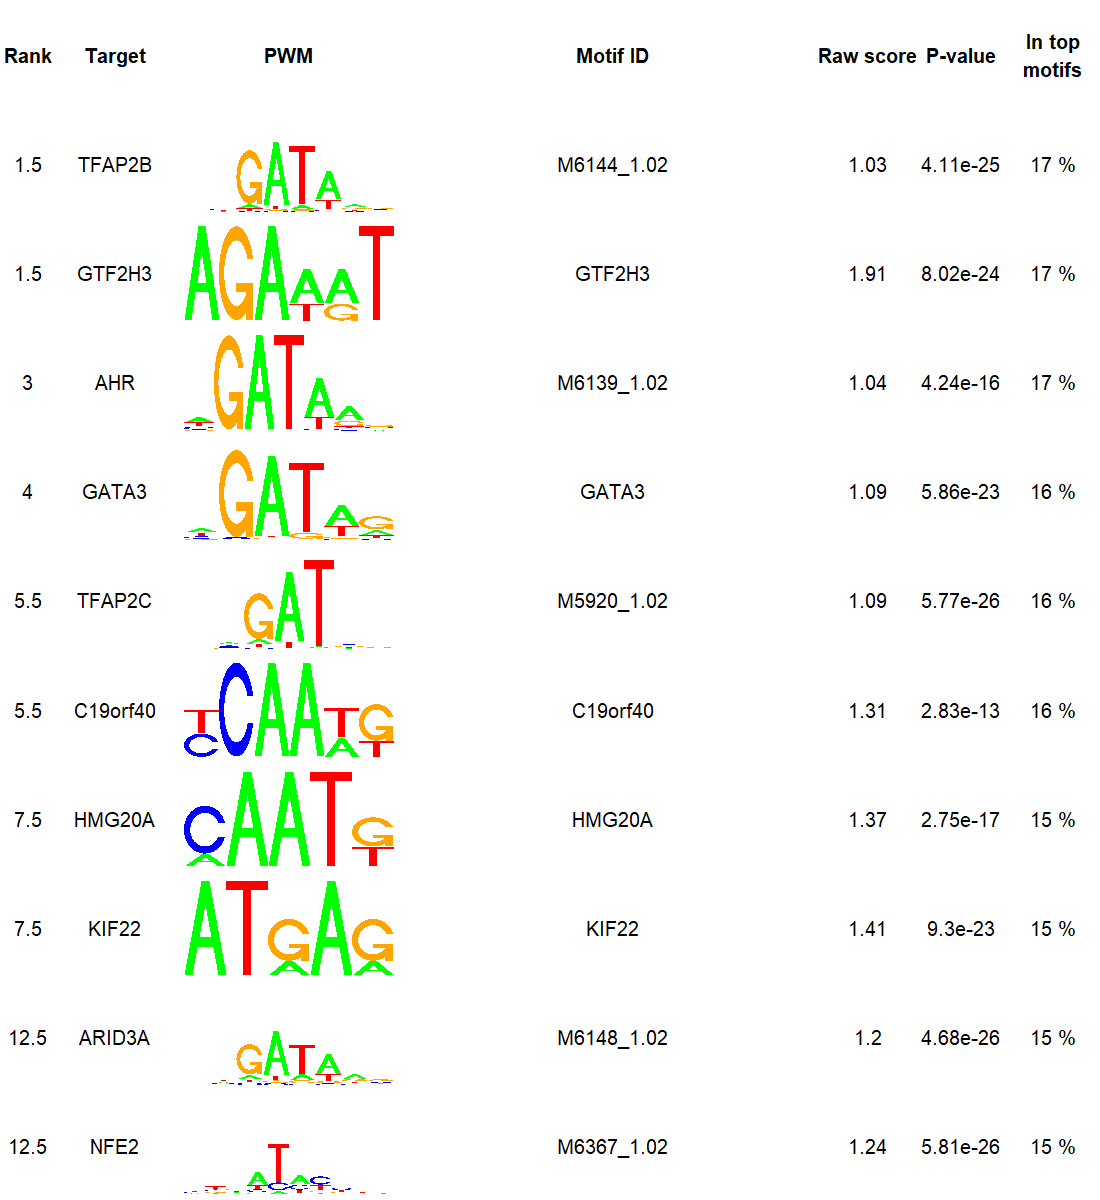 Rank Target PWM Motif ID Raw score P-value In top motifs
1.5 TFAP2B GATA M6144_1.02 1.03 4.11e-25 17 %
1.5 GTF2H3 AGAAAT TG GTF2H3 1.91 8.02e-24 17 %
3 AHR GATAA M6139_1.02 1.04 4.24e-16 17 %
4 GATA3 GATAG GATA3 1.09 5.86e-23 16 %
5.5 TFAP2C GAT M5920_1.02 1.09 5.77e-26 16 %
5.5 C19orf40 TCAATG CAT C19orf40 1.31 2.83e-13 16 %
7.5 HMG20A CAATG AT HMG20A 1.37 2.75e-17 15 %
7.5 KIF22 ATGAG AA KIF22 1.41 9.3e-23 15 %
12.5 ARID3A GATA M6148_1.02 1.2 4.68e-26 15 %
12.5 NFE2 ATAC M6367_1.02 1.24 5.81e-26 15 %